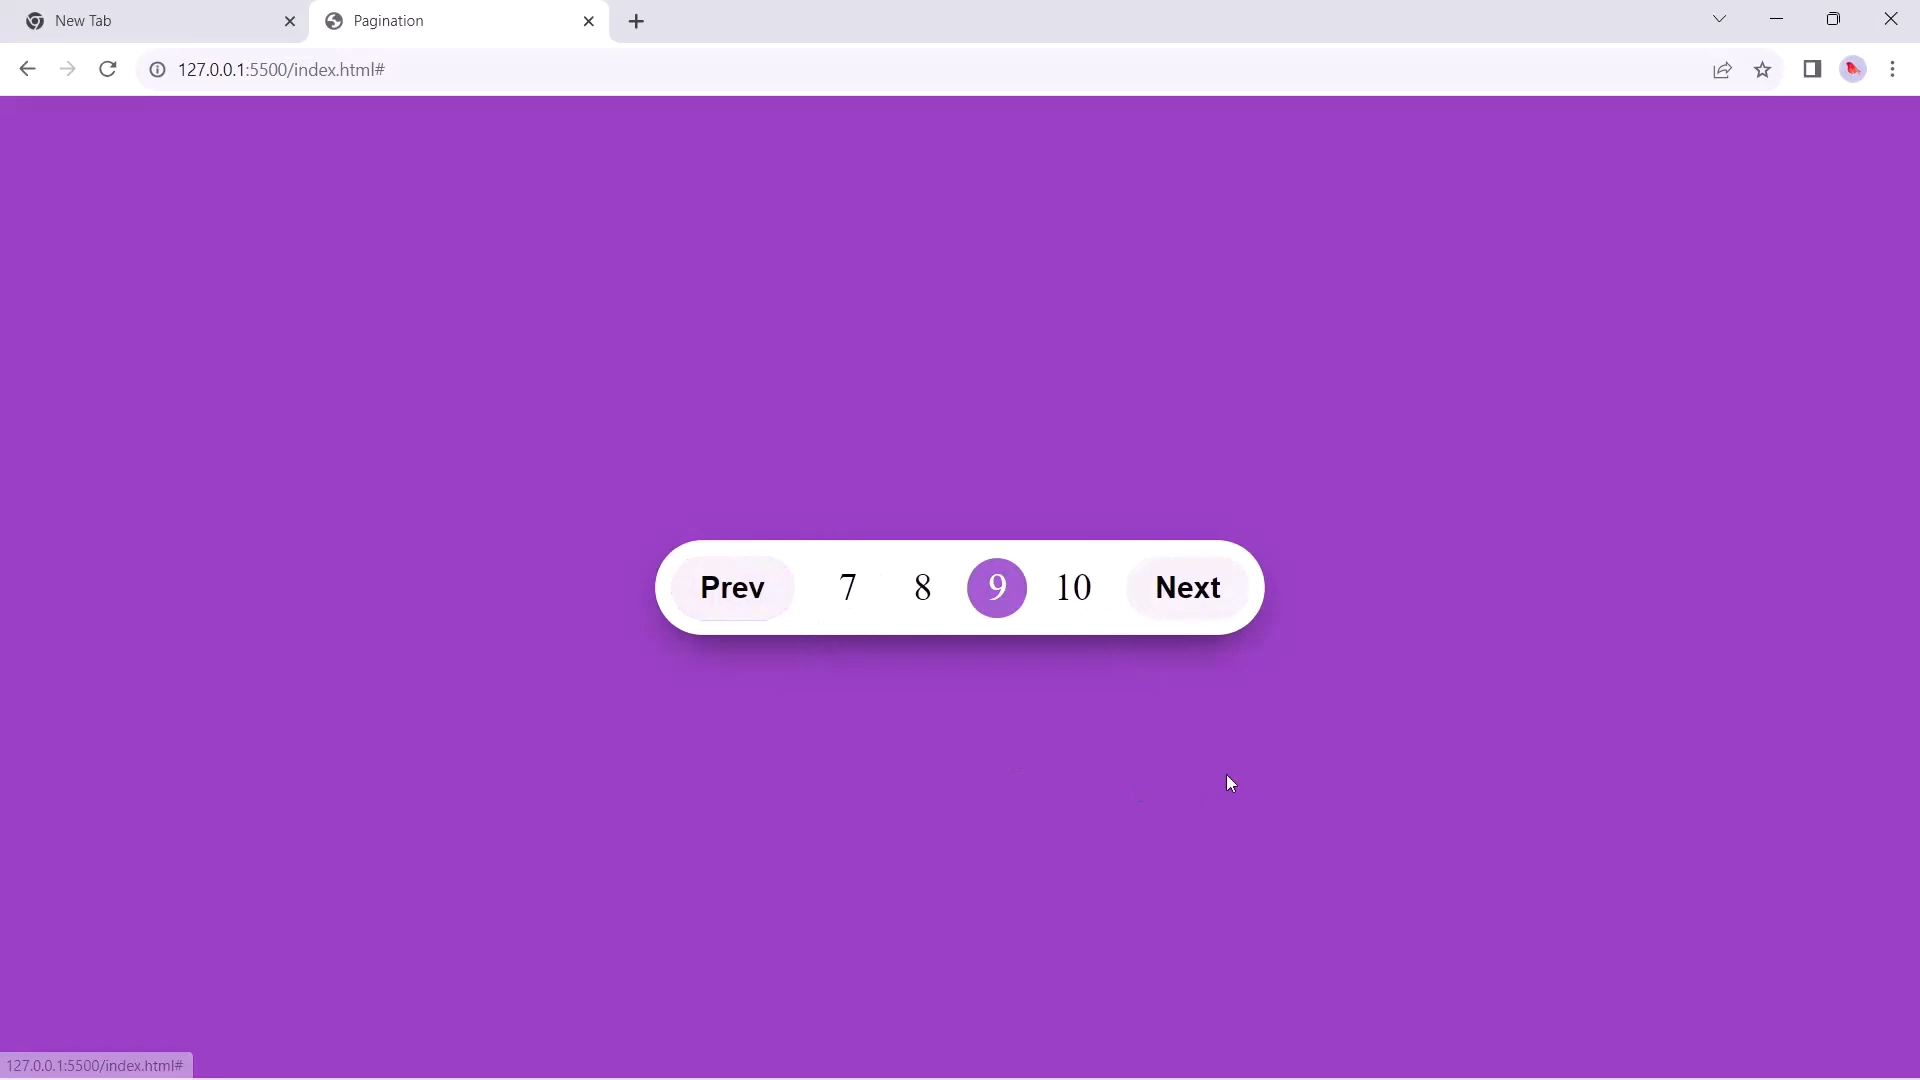 New Tab
Pagination
127.0.0.1:5500/index.html#
Prev 7 8 9 10 Next
127.0.0.1:5500/index.html#